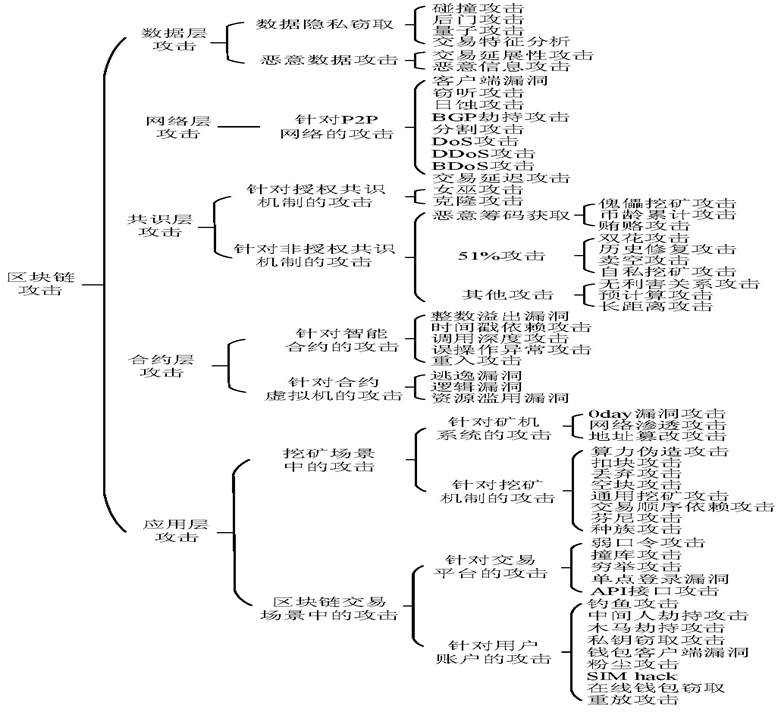 区块链
攻击
数据层
攻击
数据隐私窃取
碰撞攻击
后门攻击
量子攻击
交易特征分析
恶意数据攻击
交易延展性攻击
恶意信息攻击
网络层
攻击
针对P2P
网络的攻击
客户端漏洞
窃听攻击
日蚀攻击
BGP劫持攻击
分割攻击
DoS攻击
DDoS攻击
BDoS攻击
交易延迟攻击
共识层
攻击
针对授权共识
机制的攻击
女巫攻击
克隆攻击
针对非授权共识
机制的攻击
恶意筹码获取
傀儡挖矿攻击
币龄累计攻击
贿赂攻击
51%攻击
双花攻击
历史修复攻击
卖空攻击
自私挖矿攻击
其他攻击
无利害关系攻击
预计算攻击
长距离攻击
合约层
攻击
针对智能
合约的攻击
整数溢出漏洞
时间戳依赖攻击
调用深度攻击
误操作异常攻击
重入攻击
针对合约
虚拟机的攻击
逃逸漏洞
逻辑漏洞
资源滥用漏洞
应用层
攻击
挖矿场景
中的攻击
针对矿机
系统的攻击
0day漏洞攻击
网络渗透攻击
地址篡改攻击
针对挖矿
机制的攻击
算力伪造攻击
扣块攻击
丢弃攻击
空块攻击
通用挖矿攻击
交易顺序依赖攻击
芬尼攻击
种族攻击
区块链交易
场景中的攻击
针对交易
平台的攻击
弱口令攻击
撞库攻击
穷举攻击
单点登录漏洞
API接口攻击
针对用户
账户的攻击
钓鱼攻击
中间人劫持攻击
木马劫持攻击
私钥窃取攻击
钱包客户端漏洞
粉尘攻击
SIM hack
在线钱包窃取
重放攻击